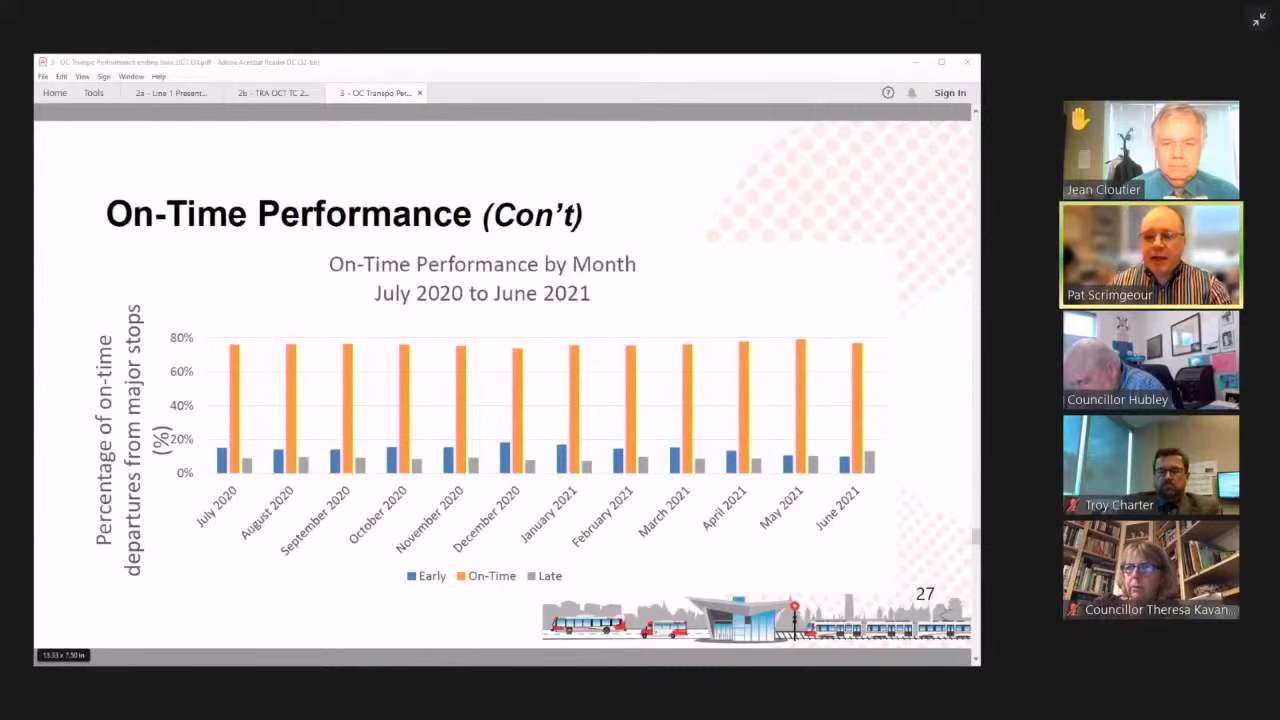 3 - OC Transpo Performance ending June 2021 EN.pdf - Adobe Acrobat Reader DC (32-bit)
File Edit View Sign Window Help
Home Tools 2a - Line 1 Present... 2b - TRA OCT TC 2... 3 - OC Transpo Per... × Sign In
On-Time Performance (Con't)
On-Time Performance by Month
July 2020 to June 2021
Percentage of on-time
departures from major stops
(%)
80%
60%
40%
20%
0%
July 2020
August 2020
September 2020
October 2020
November 2020
December 2020
January 2021
February 2021
March 2021
April 2021
May 2021
June 2021
Early On-Time Late
27
13.33 x 7.50 in
Jean Cloutier
Pat Scrimgeour
Councillor Hubley
Troy Charter
Councillor Theresa Kavan...